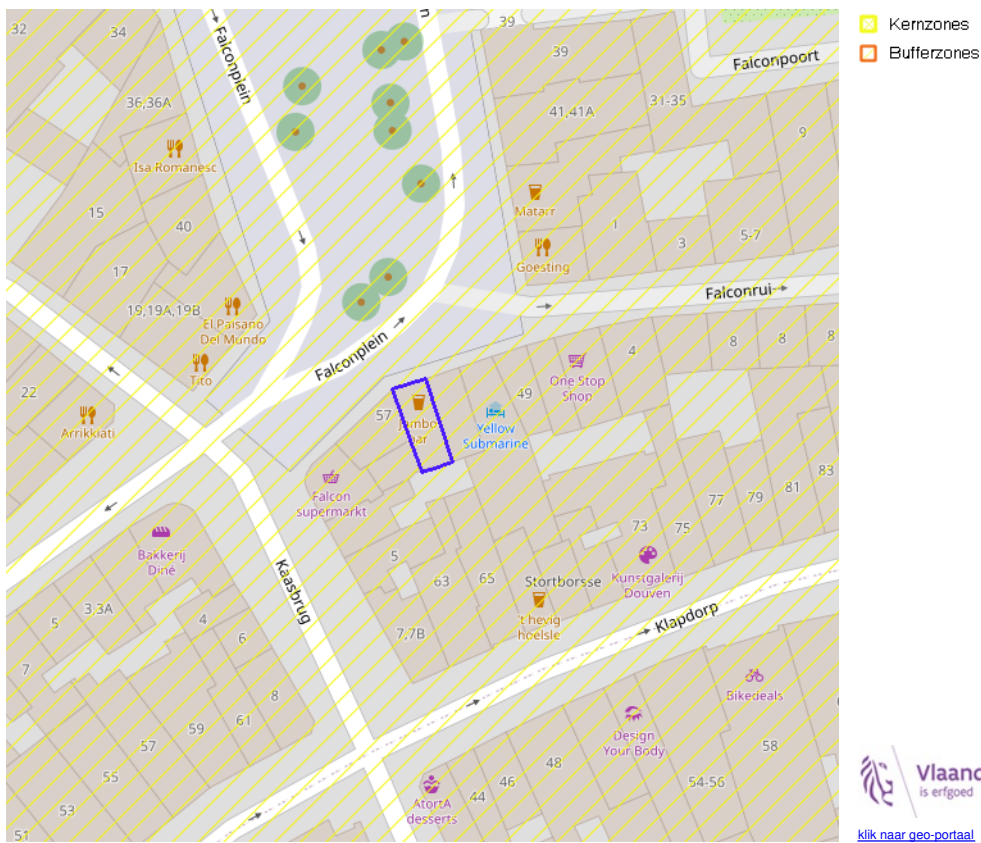 32
34
Falconplein
n
39
39
Falconpoort
Kernzones
Bufferzones
36,36A
41,41A
31-35
9
Isa Romanesc
15
40
Matarr
1
3
5-7
17
Goesting
19,19A,19B
El Paisano
Del Mundo
Falconrui
Tito
Falconplein
4
8
8
8
22
Arrikkiati
57
Jumbo
bar
49
One Stop
Shop
Yellow
Submarine
Falcon
supermarkt
77
79
81
83
73
75
Bakkerij
Diné
5
63
65
Stortborsse
Kunstgalerij
Douven
Kaasbrug
't hevig
hoelsle
3,3A
5
4
6
7,7B
Klapdorp
7
8
Bikedeals
59
61
57
Design
Your Body
58
55
48
54-56
46
44
AtortA
desserts
53
51
Vlaand
is erfgoed
klik naar geo-portaal